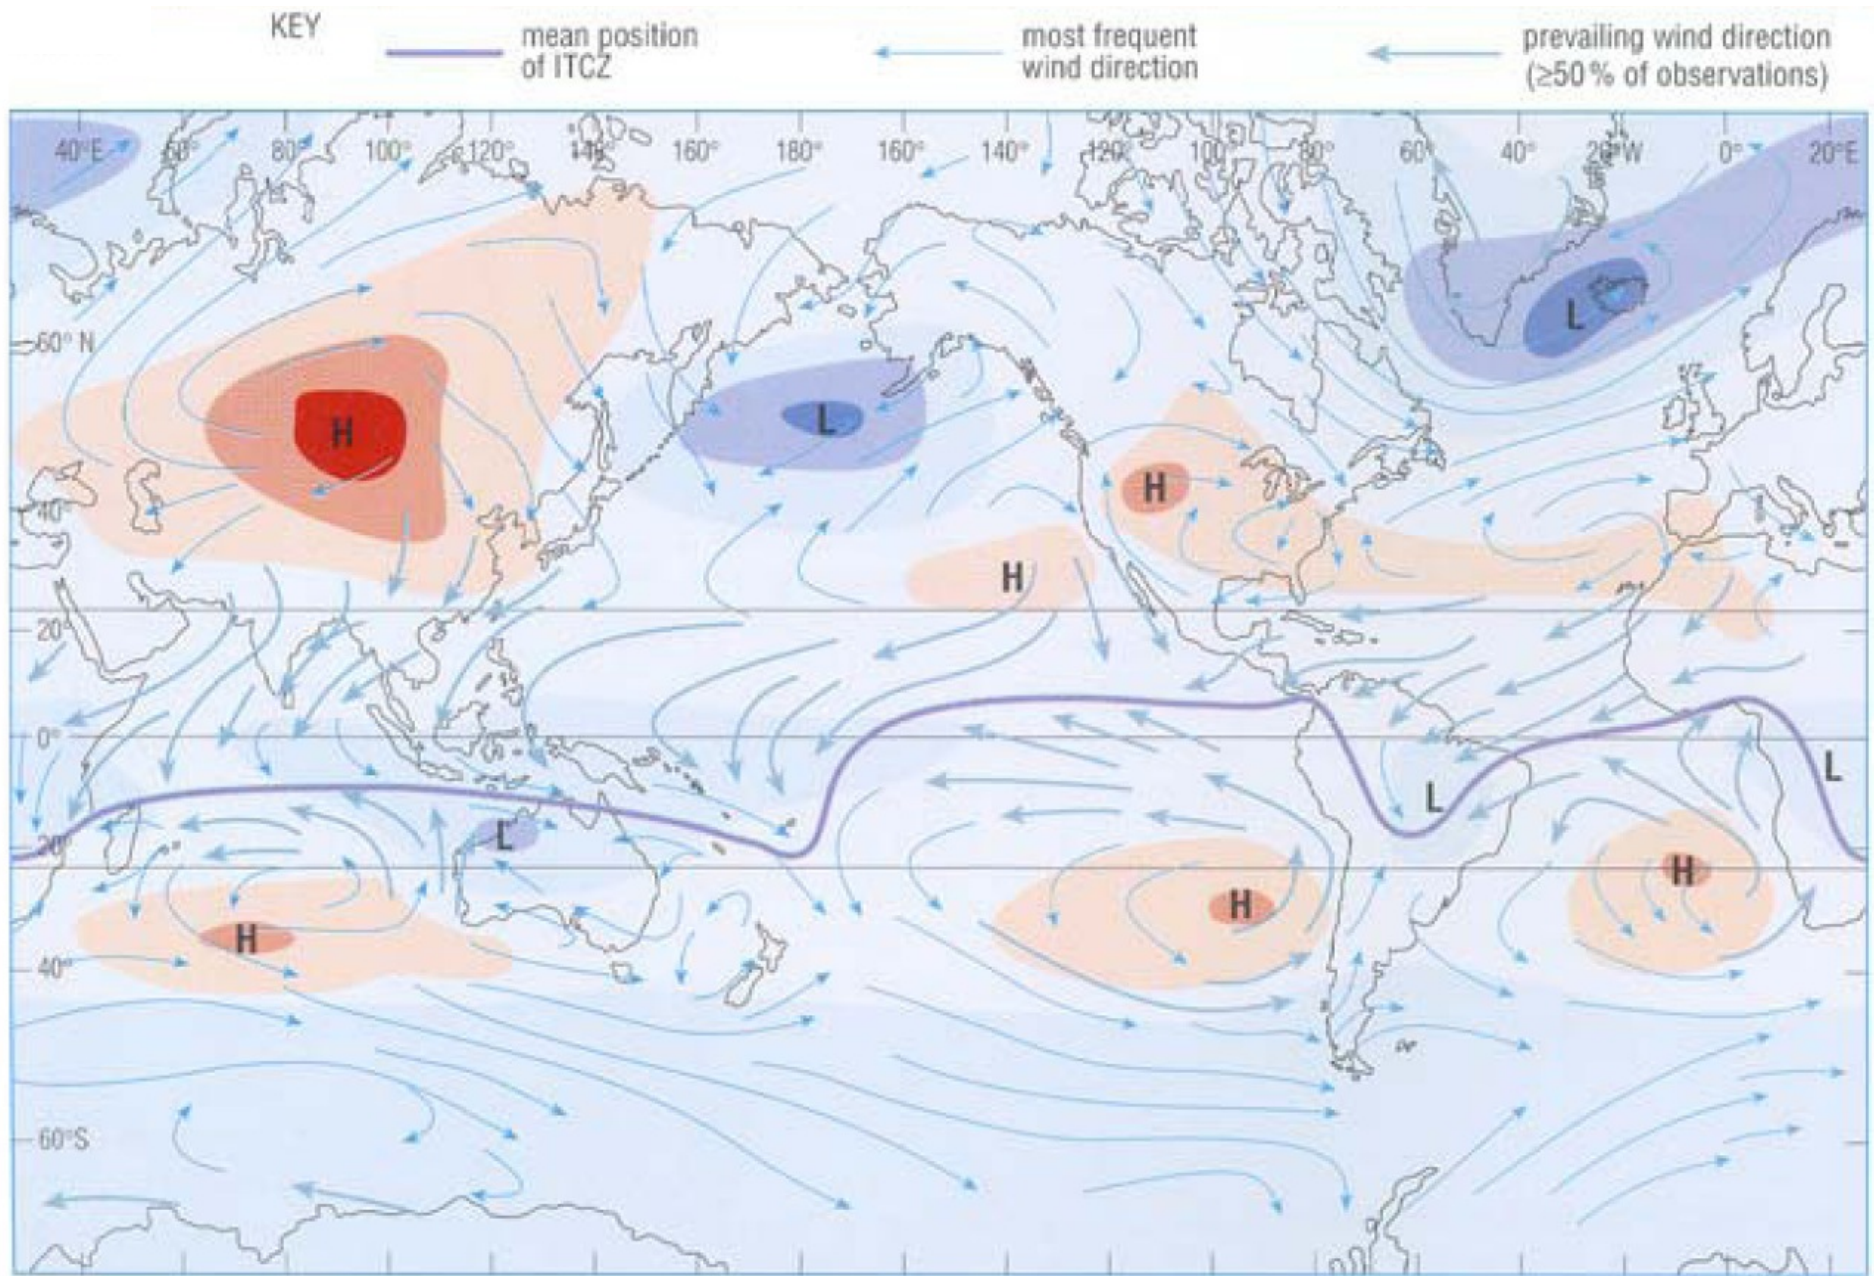 KEY
mean position
of ITCZ
most frequent
wind direction
prevailing wind direction
(≥50% of observations)
40°E 60° 80° 100° 120° 140° 160° 180° 160° 140° 120° 100° 80° 60° 40° 20°W 0° 20°E
L
60° N
H
L
H
40°
H
20°
0°
L
L
L
20°
H
H
H
40°
60°S